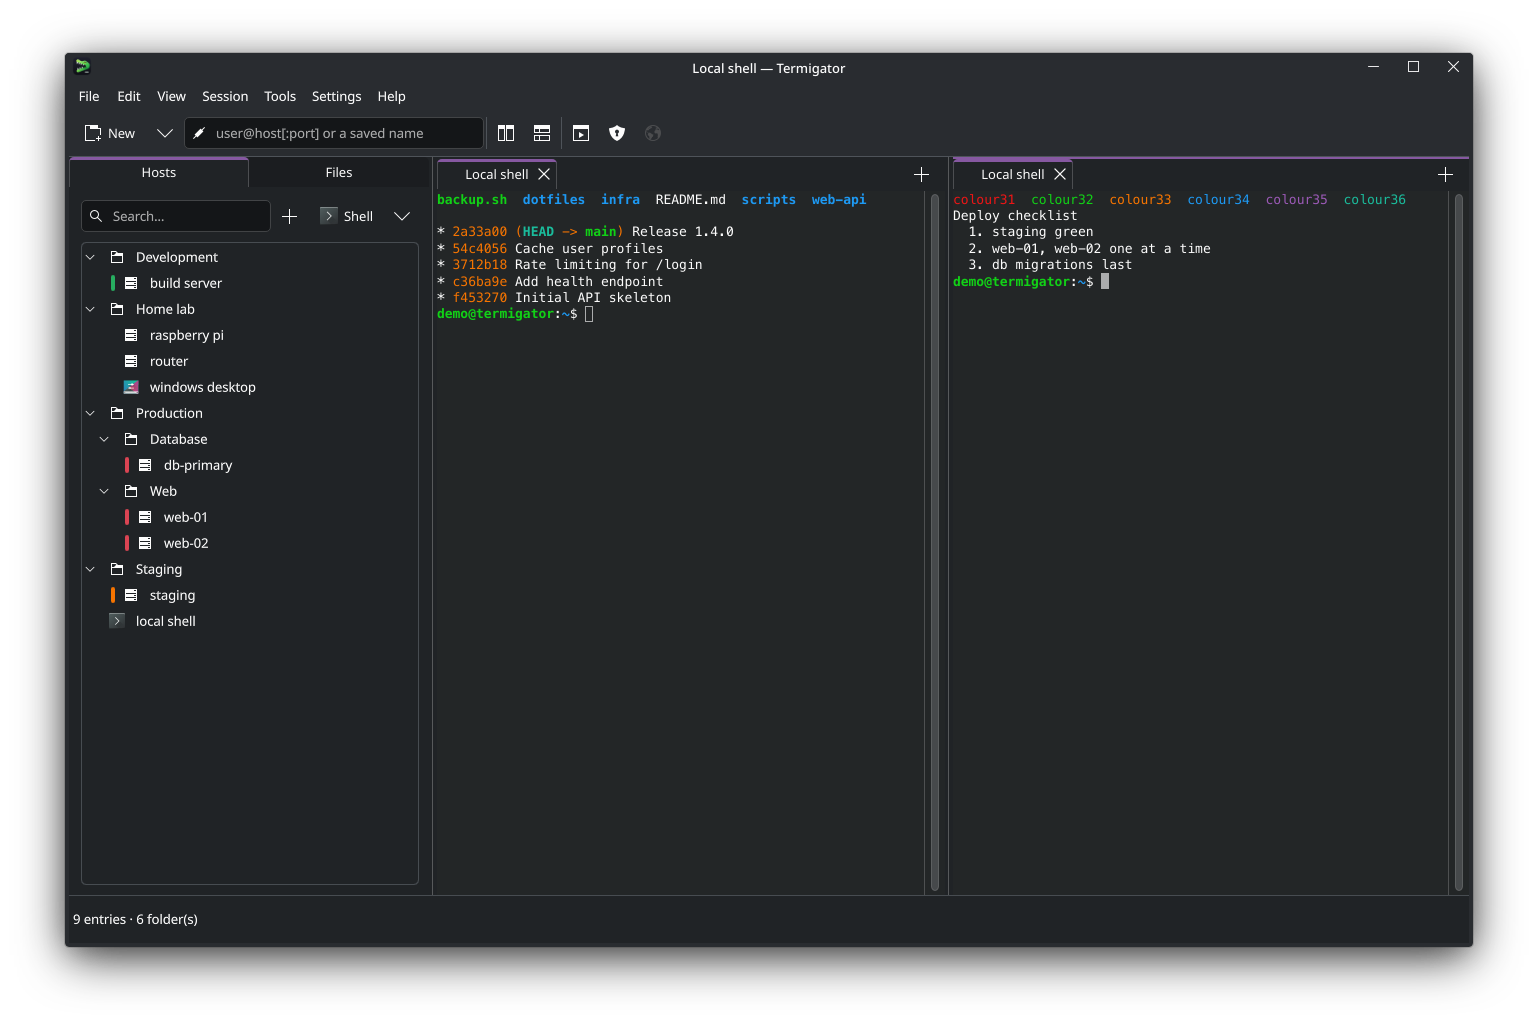 Local shell — Termigator
File Edit View Session Tools Settings Help
New
user@host[:port] or a saved name
Hosts
Files
Search...
Shell
Development
build server
Home lab
raspberry pi
router
windows desktop
Production
Database
db-primary
Web
web-01
web-02
Staging
staging
local shell
Local shell
backup.sh dotfiles infra README.md scripts web-api
* 2a33a00 (HEAD -> main) Release 1.4.0
* 54c4056 Cache user profiles
* 3712b18 Rate limiting for /login
* c36ba9e Add health endpoint
* f453270 Initial API skeleton
demo@termigator:~$
Local shell
colour31 colour32 colour33 colour34 colour35 colour36
Deploy checklist
1. staging green
2. web-01, web-02 one at a time
3. db migrations last
demo@termigator:~$
9 entries · 6 folder(s)